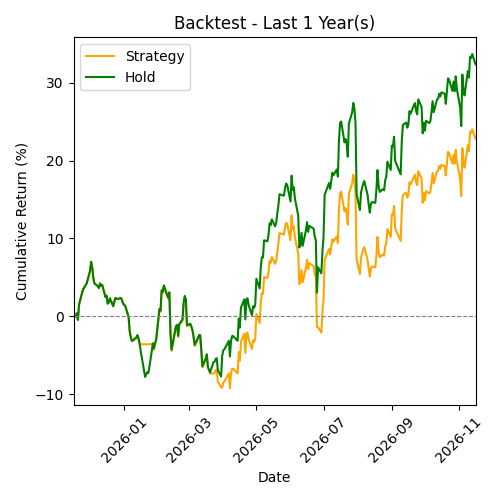 Backtest - Last 1 Year(s)
Strategy
Hold
Cumulative Return (%)
30
20
10
0
−10
2026-01
2026-03
2026-05
2026-07
2026-09
2026-11
Date